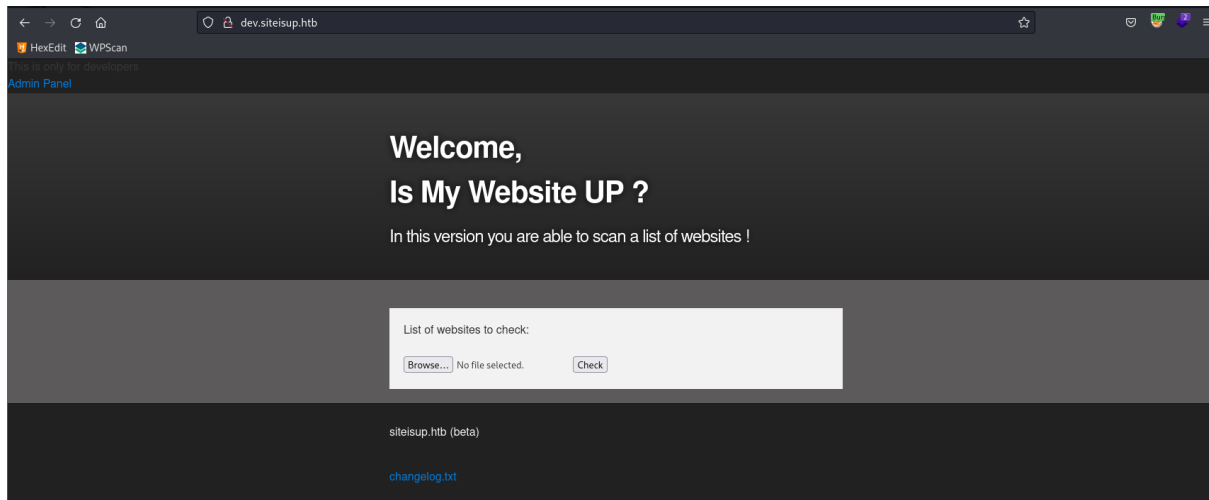 dev.siteisup.htb
HexEdit WPScan
This is only for developers
Admin Panel
Welcome,
Is My Website UP ?
In this version you are able to scan a list of websites !
List of websites to check:
Browse... No file selected. Check
siteisup.htb (beta)
changelog.txt